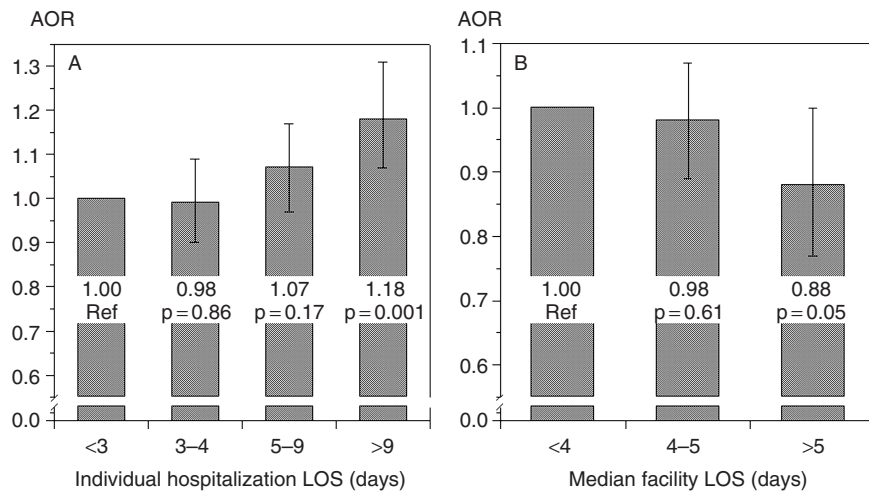 AOR
A
1.3
1.2
1.1
1.0
0.9
0.8
0.7
0.6
0.0
1.00
Ref
0.98
p=0.86
1.07
p=0.17
1.18
p=0.001
<3
3–4
5–9
>9
Individual hospitalization LOS (days)
AOR
B
1.1
1.0
0.9
0.8
0.7
0.6
0.0
1.00
Ref
0.98
p=0.61
0.88
p=0.05
<4
4–5
>5
Median facility LOS (days)